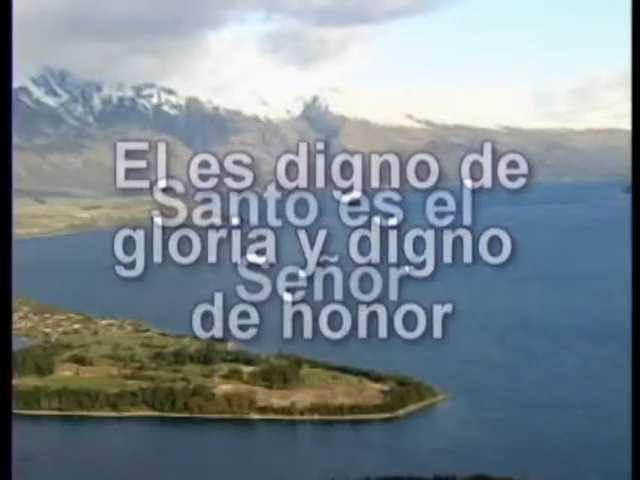 El es digno de
Santo es el
gloria y digno
Señor
de honor